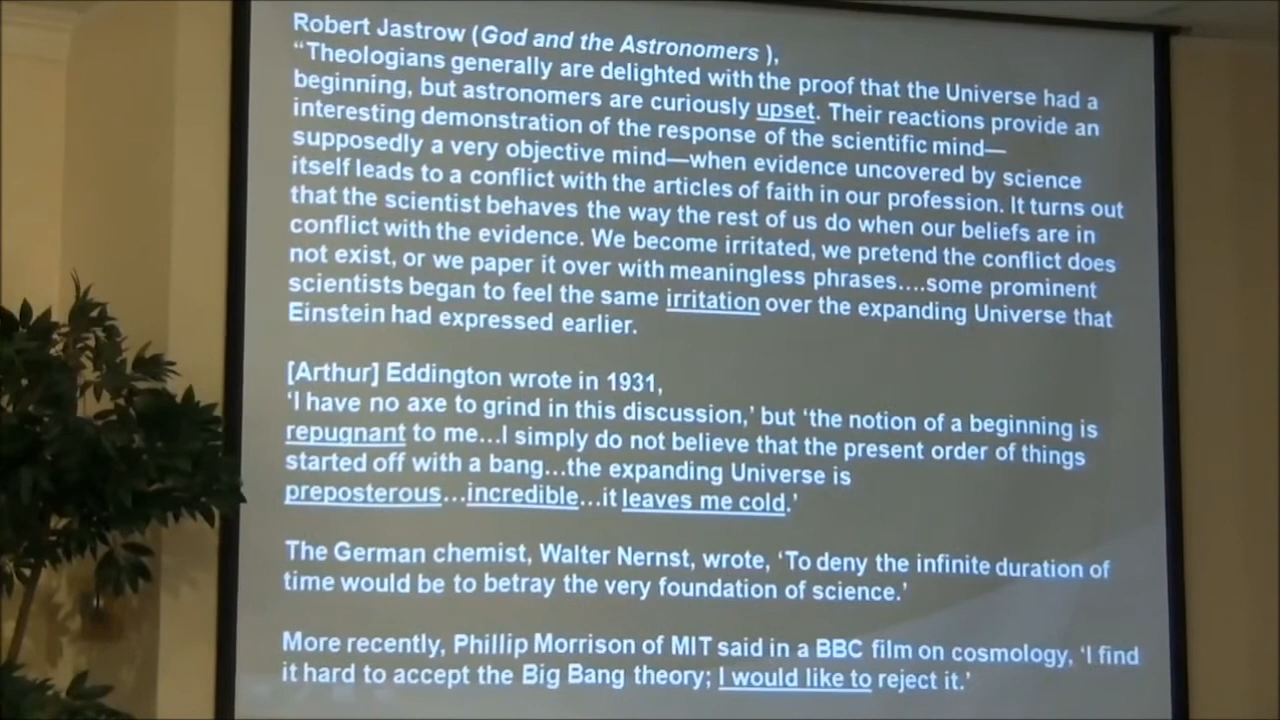 Robert Jastrow (God and the Astronomers ),
“Theologians generally are delighted with the proof that the Universe had a
beginning, but astronomers are curiously upset. Their reactions provide an
interesting demonstration of the response of the scientific mind—
supposedly a very objective mind—when evidence uncovered by science
itself leads to a conflict with the articles of faith in our profession. It turns out
that the scientist behaves the way the rest of us do when our beliefs are in
conflict with the evidence. We become irritated, we pretend the conflict does
not exist, or we paper it over with meaningless phrases….some prominent
scientists began to feel the same irritation over the expanding Universe that
Einstein had expressed earlier.
[Arthur] Eddington wrote in 1931,
‘I have no axe to grind in this discussion,’ but ‘the notion of a beginning is
repugnant to me…I simply do not believe that the present order of things
started off with a bang…the expanding Universe is
preposterous…incredible…it leaves me cold.’
The German chemist, Walter Nernst, wrote, ‘To deny the infinite duration of
time would be to betray the very foundation of science.’
More recently, Phillip Morrison of MIT said in a BBC film on cosmology, ‘I find
it hard to accept the Big Bang theory; I would like to reject it.’